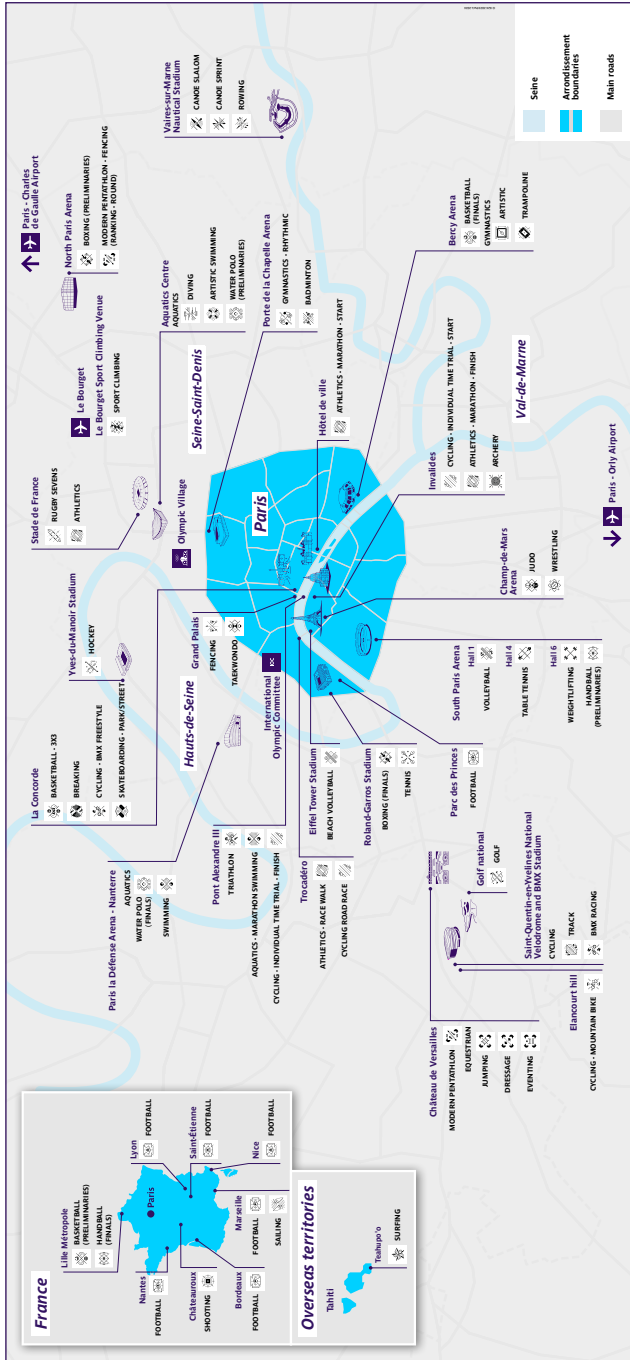 France
Lille Métropole
BASKETBALL
(PRELIMINARIES)
HANDBALL
(FINALS)
Paris
Nantes
FOOTBALL
Châteauroux
SHOOTING
Bordeaux
FOOTBALL
Lyon
FOOTBALL
Saint-Étienne
FOOTBALL
Nice
FOOTBALL
Marseille
FOOTBALL
SAILING
Overseas territories
Tahiti
Teahupo'o
SURFING
La Concorde
BASKETBALL - 3X3
BREAKING
CYCLING - BMX FREESTYLE
SKATEBOARDING - PARK/STREET
Paris la Défense Arena - Nanterre
AQUATICS
WATER POLO
(FINALS)
SWIMMING
Yves-du-Manoir Stadium
HOCKEY
Hauts-de-Seine
Stade de France
RUGBY SEVENS
ATHLETICS
Le Bourget
Le Bourget Sport Climbing Venue
SPORT CLIMBING
Paris - Charles
de Gaulle Airport
North Paris Arena
BOXING (PRELIMINARIES)
MODERN PENTATHLON - FENCING
(RANKING - ROUND)
Aquatics Centre
AQUATICS
DIVING
ARTISTIC SWIMMING
WATER POLO
(PRELIMINARIES)
Vaires-sur-Marne
Nautical Stadium
CANOE SLALOM
CANOE SPRINT
ROWING
Seine-Saint-Denis
Olympic Village
Porte de la Chapelle Arena
GYMNASTICS - RHYTHMIC
BADMINTON
Paris
Grand Palais
FENCING
TAEKWONDO
International
Olympic Committee
Pont Alexandre III
TRIATHLON
AQUATICS - MARATHON SWIMMING
CYCLING - INDIVIDUAL TIME TRIAL - FINISH
Trocadéro
ATHLETICS - RACE WALK
CYCLING ROAD RACE
Eiffel Tower Stadium
BEACH VOLLEYBALL
Roland-Garros Stadium
BOXING (FINALS)
TENNIS
Parc des Princes
FOOTBALL
Hôtel de ville
ATHLETICS - MARATHON - START
Invalides
CYCLING - INDIVIDUAL TIME TRIAL - START
ATHLETICS - MARATHON - FINISH
ARCHERY
Bercy Arena
BASKETBALL
(FINALS)
GYMNASTICS
ARTISTIC
TRAMPOLINE
Val-de-Marne
Champ-de-Mars
Arena
JUDO
WRESTLING
South Paris Arena
Hall 1
VOLLEYBALL
Hall 4
TABLE TENNIS
Hall 6
WEIGHTLIFTING
HANDBALL
(PRELIMINARIES)
Paris - Orly Airport
Château de Versailles
MODERN PENTATHLON
EQUESTRIAN
JUMPING
DRESSAGE
EVENTING
Golf national
GOLF
Saint-Quentin-en-Yvelines National
Velodrome and BMX Stadium
CYCLING
TRACK
BMX RACING
Elancourt hill
CYCLING - MOUNTAIN BIKE
Seine
Arrondissement
boundaries
Main roads